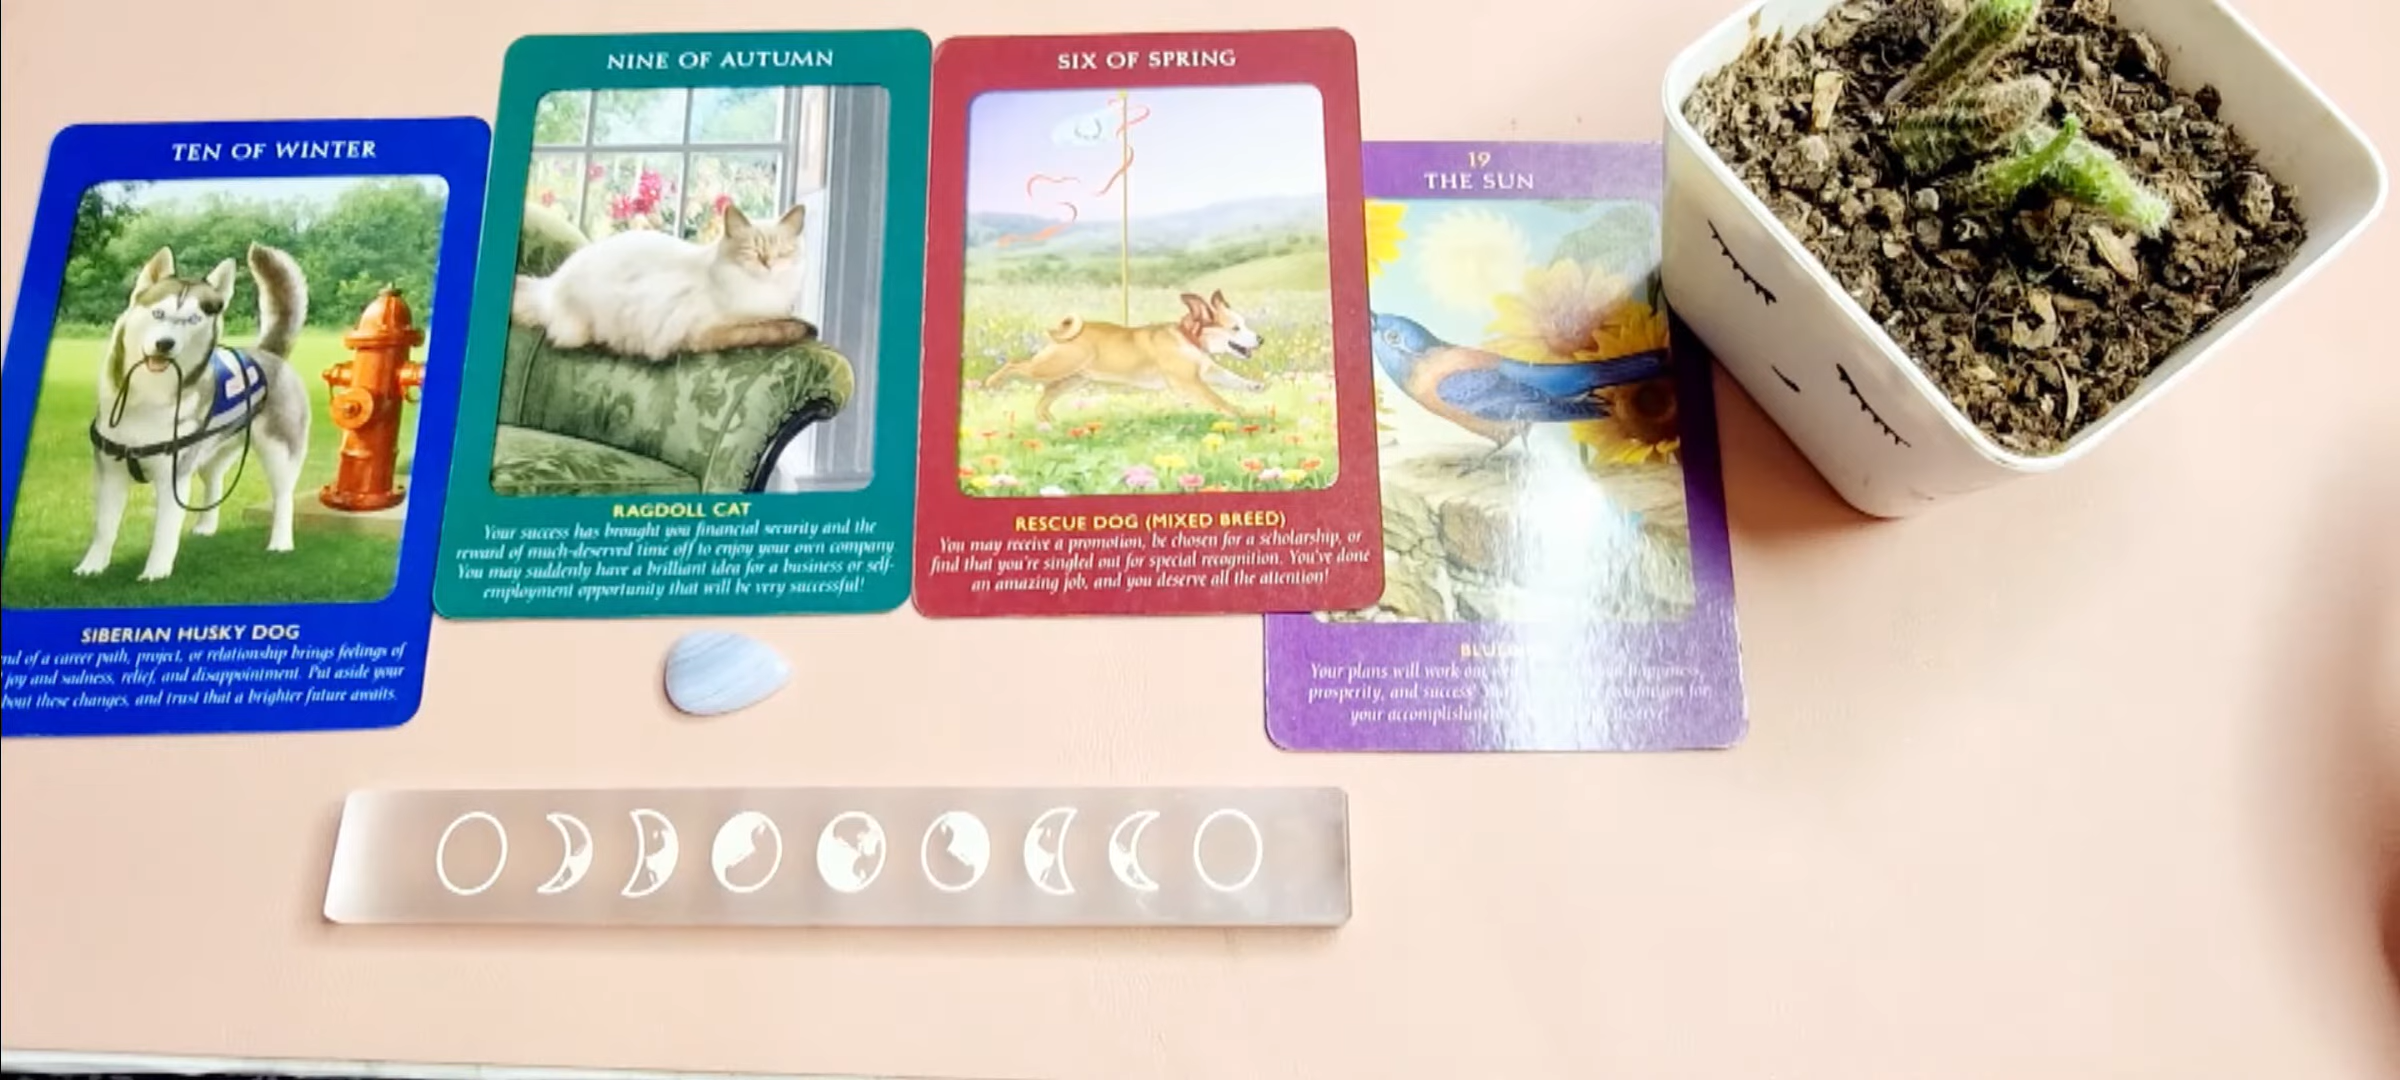 TEN OF WINTER
SIBERIAN HUSKY DOG
of a career path, project, or relationship brings feelings of
joy and sadness, relief, and disappointment. Put aside your
these changes, and trust that a brighter future awaits.
NINE OF AUTUMN
RAGDOLL CAT
Your success has brought you financial security and the
reward of much-deserved time off to enjoy your own company
You may suddenly have a brilliant idea for a business or self-
employment opportunity that will be very successful!
SIX OF SPRING
RESCUE DOG (MIXED BREED)
You may receive a promotion, be chosen for a scholarship, or
find that you're singled out for special recognition. You've done
an amazing job, and you deserve all the attention!
19
THE SUN
Your plans will work out happiness,
prosperity, and success for
your accomplishments deserve!